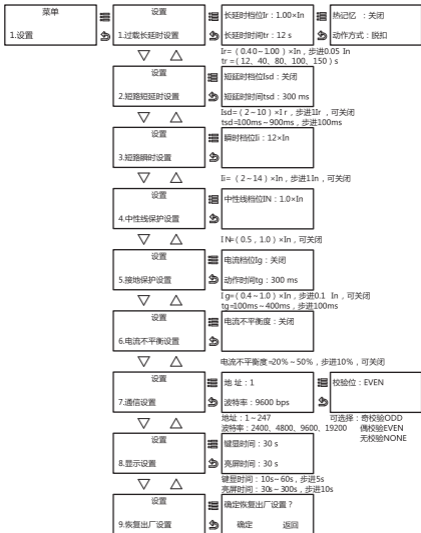 菜单
1.设置
设置
1.过载长延时设置
长延时档位Ir：1.00×In
长延时时间tr：12 s
热记忆 ：关闭
动作方式：脱扣
Ir=（0.40~1.00）×In，步进0.05 In
tr =（12、40、80、100、150）s
设置
2.短路短延时设置
短延时档位Isd：关闭
短延时时间tsd：300 ms
Isd=（2~10）×I r，步进1Ir，可关闭
tsd=100ms~900ms，步进100ms
设置
3.短路瞬时设置
瞬时档位Ii：12×In
Ii=（2~14）×In，步进1In，可关闭
设置
4.中性线保护设置
中性线档位IN：1.0×In
I N=（0.5，1.0）×In，可关闭
设置
5.接地保护设置
电流档位Ig：关闭
动作时间tg：300 ms
I g=（0.4~1.0）×In，步进0.1 In，可关闭
tg=100ms~400ms，步进100ms
设置
6.电流不平衡设置
电流不平衡度：关闭
电流不平衡度=20%~50%，步进10%，可关闭
设置
7.通信设置
地 址：1
波特率：9600 bps
校验位：EVEN
地址：1~247
波特率：2400、4800、9600、19200
可选择：奇校验ODD
偶校验EVEN
无校验NONE
设置
8.显示设置
键显时间：30 s
亮屏时间：30 s
键显时间：10s~60s，步进5s
亮屏时间：30s~300s，步进10s
设置
9.恢复出厂设置
确定恢复出厂设置？
确定 返回